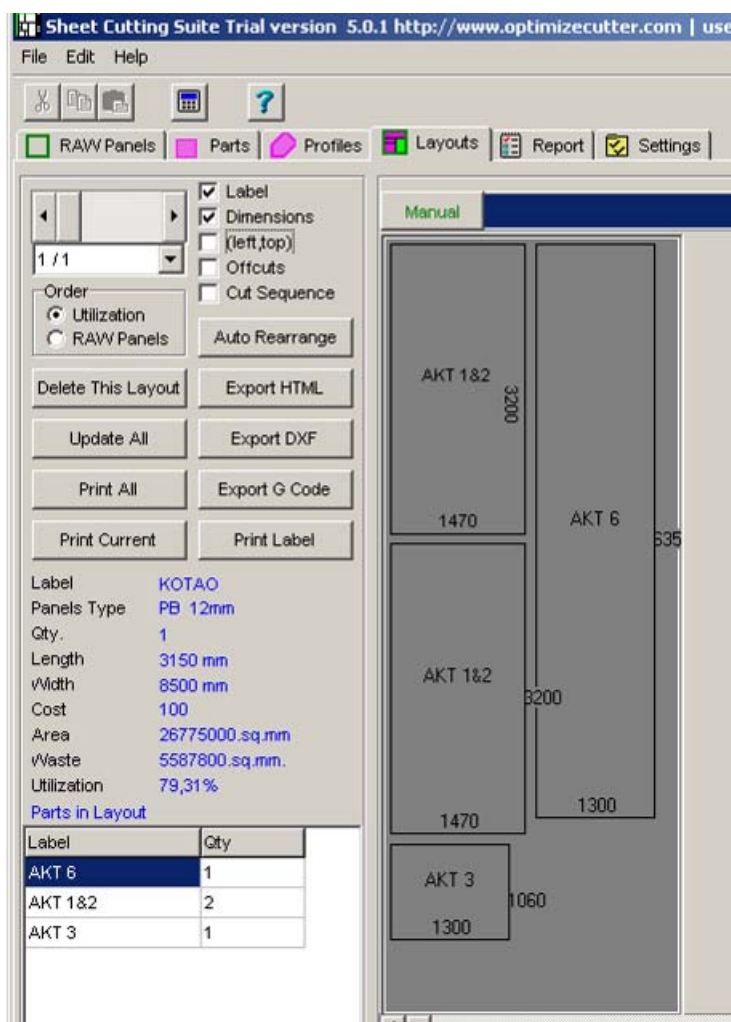 Sheet Cutting Suite Trial version 5.0.1 http://www.optimizecutter.com | use
File Edit Help
RAW Panels Parts Profiles Layouts Report Settings
Label
Dimensions
(left,top)
Offcuts
Cut Sequence
1 / 1
Order
Utilization
RAW Panels
Auto Rearrange
Delete This Layout Export HTML
Update All Export DXF
Print All Export G Code
Print Current Print Label
Label KOTAO
Panels Type PB 12mm
Qty. 1
Length 3150 mm
Width 8500 mm
Cost 100
Area 26775000.sq.mm
Waste 5587800.sq.mm.
Utilization 79,31%
Parts in Layout
Label Qty
AKT 6 1
AKT 1&2 2
AKT 3 1
Manual
AKT 1&2
3200
1470
AKT 6
635
1300
AKT 1&2
3200
1470
AKT 3
1060
1300